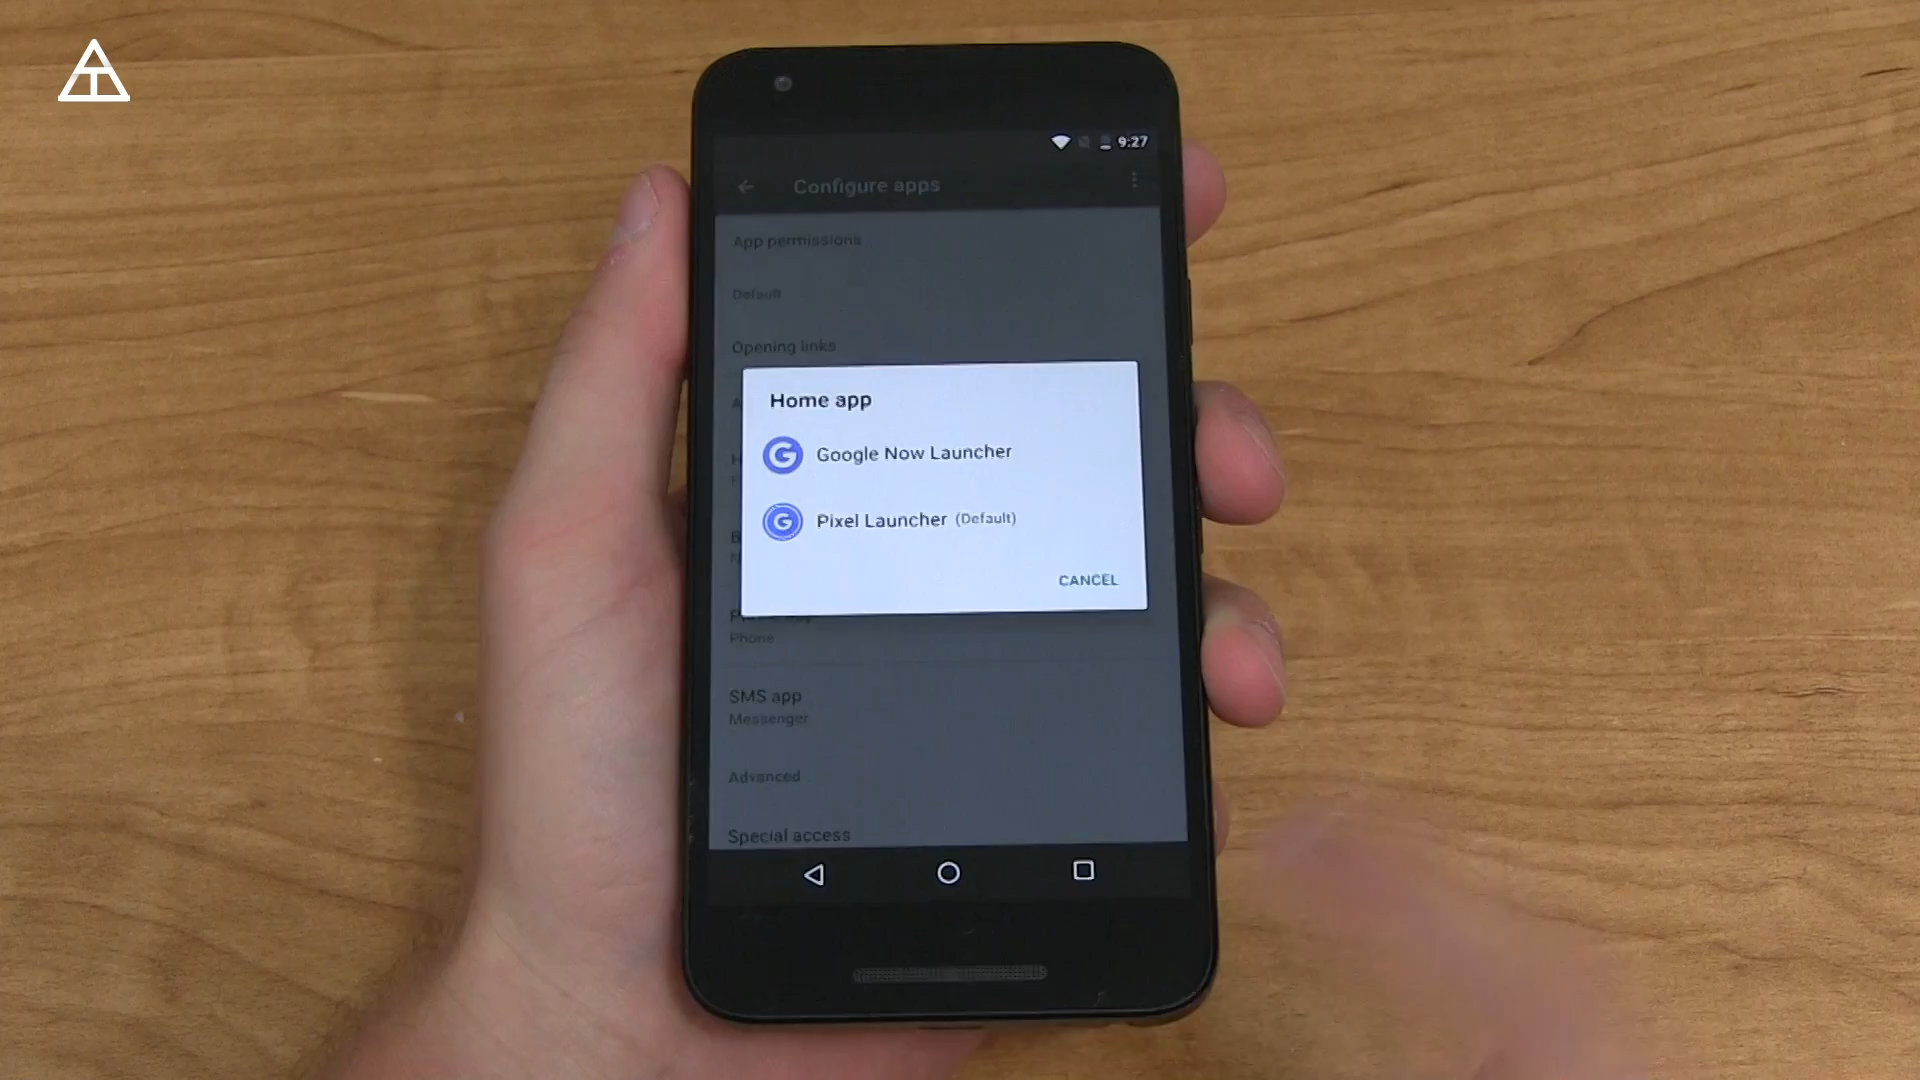 9:27
Configure apps
App permissions
Default
Opening links
Home app
Google Now Launcher
Pixel Launcher (Default)
CANCEL
Phone
SMS app
Messenger
Advanced
Special access